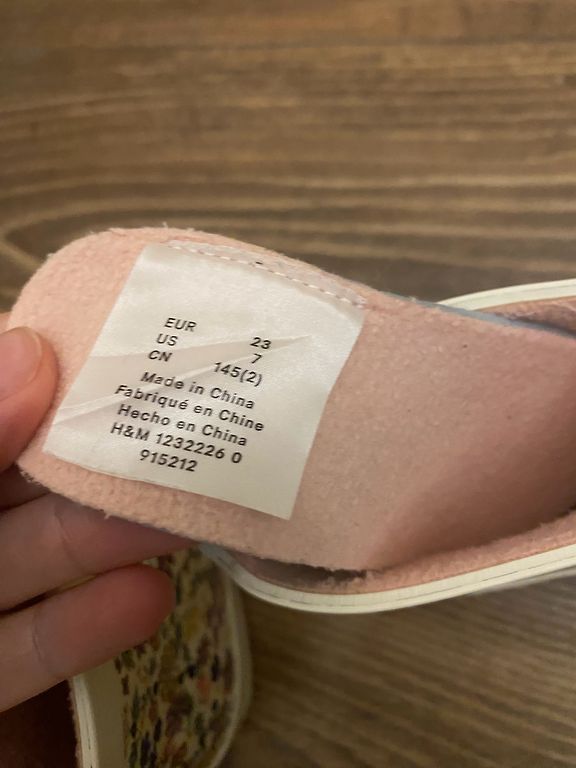 EUR 23
US 7
CN 145(2)
Made in China
Fabriqué en Chine
Hecho en China
H&M 1232226 0
915212